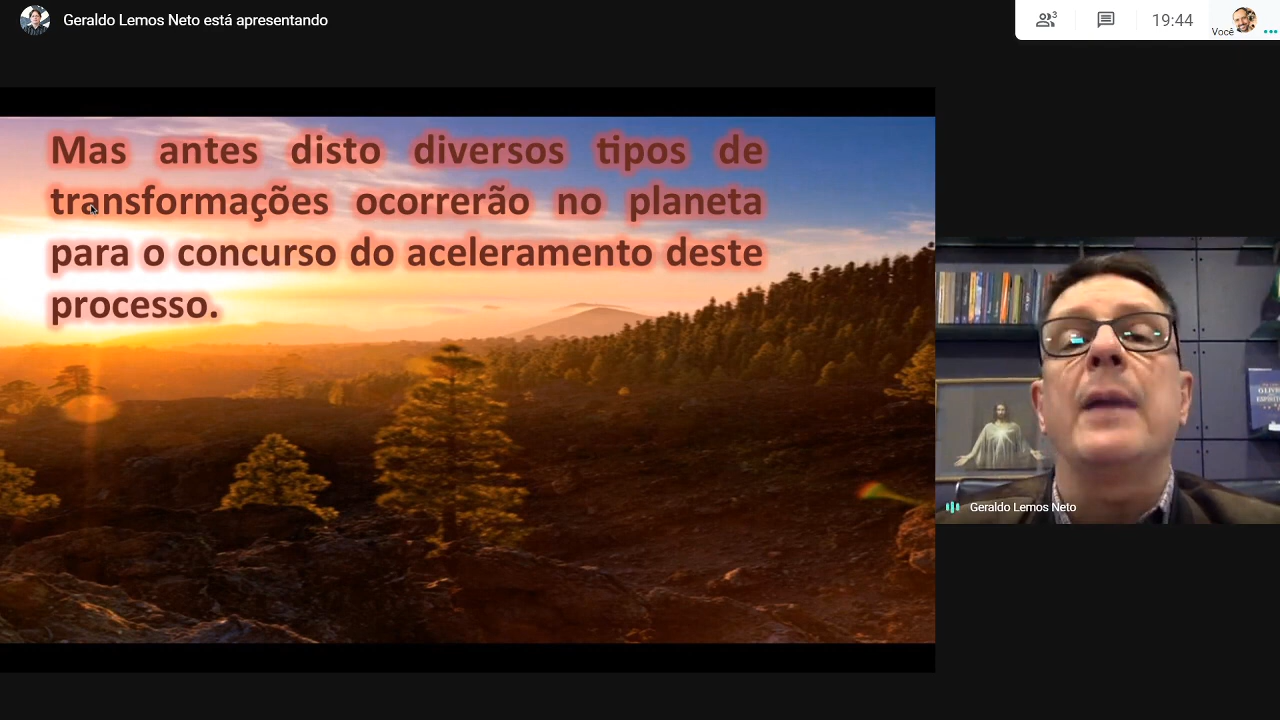 Geraldo Lemos Neto está apresentando
3
19:44
Você
Mas antes disto diversos tipos de
transformações ocorrerão no planeta
para o concurso do aceleramento deste
processo.
Geraldo Lemos Neto